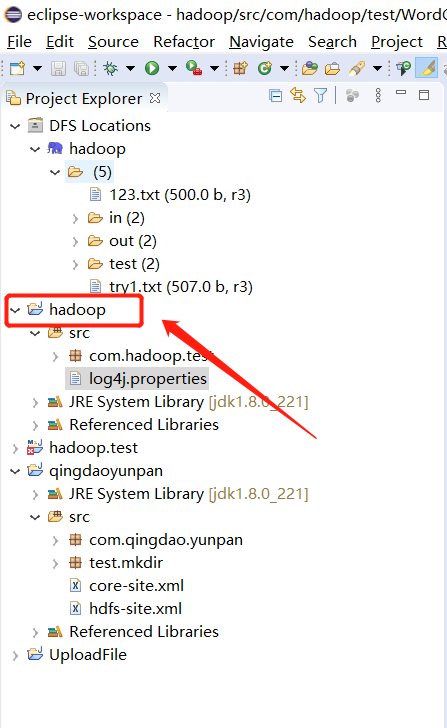 eclipse-workspace - hadoop/src/com/hadoop/test/Word
File Edit Source Refactor Navigate Search Project R
Project Explorer
DFS Locations
hadoop
(5)
123.txt (500.0 b, r3)
in (2)
out (2)
test (2)
try1.txt (507.0 b, r3)
hadoop
src
com.hadoop.test
log4j.properties
JRE System Library [jdk1.8.0_221]
Referenced Libraries
hadoop.test
qingdaoyunpan
JRE System Library [jdk1.8.0_221]
src
com.qingdao.yunpan
test.mkdir
core-site.xml
hdfs-site.xml
Referenced Libraries
UploadFile